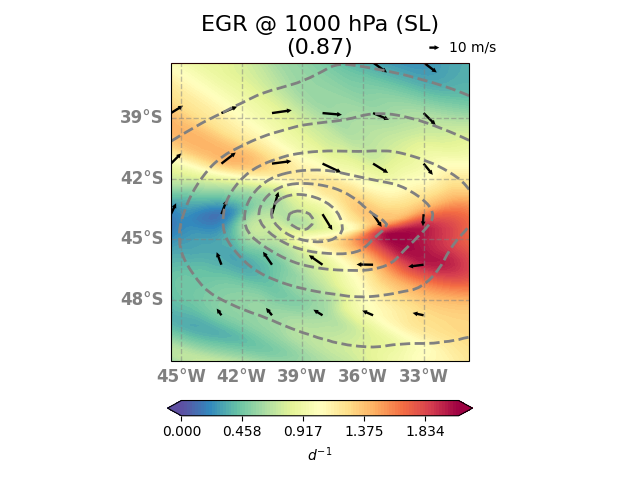 EGR @ 1000 hPa (SL)
(0.87)
10 m/s
39°S
42°S
45°S
48°S
45°W 42°W 39°W 36°W 33°W
0.000 0.458 0.917 1.375 1.834
d⁻¹